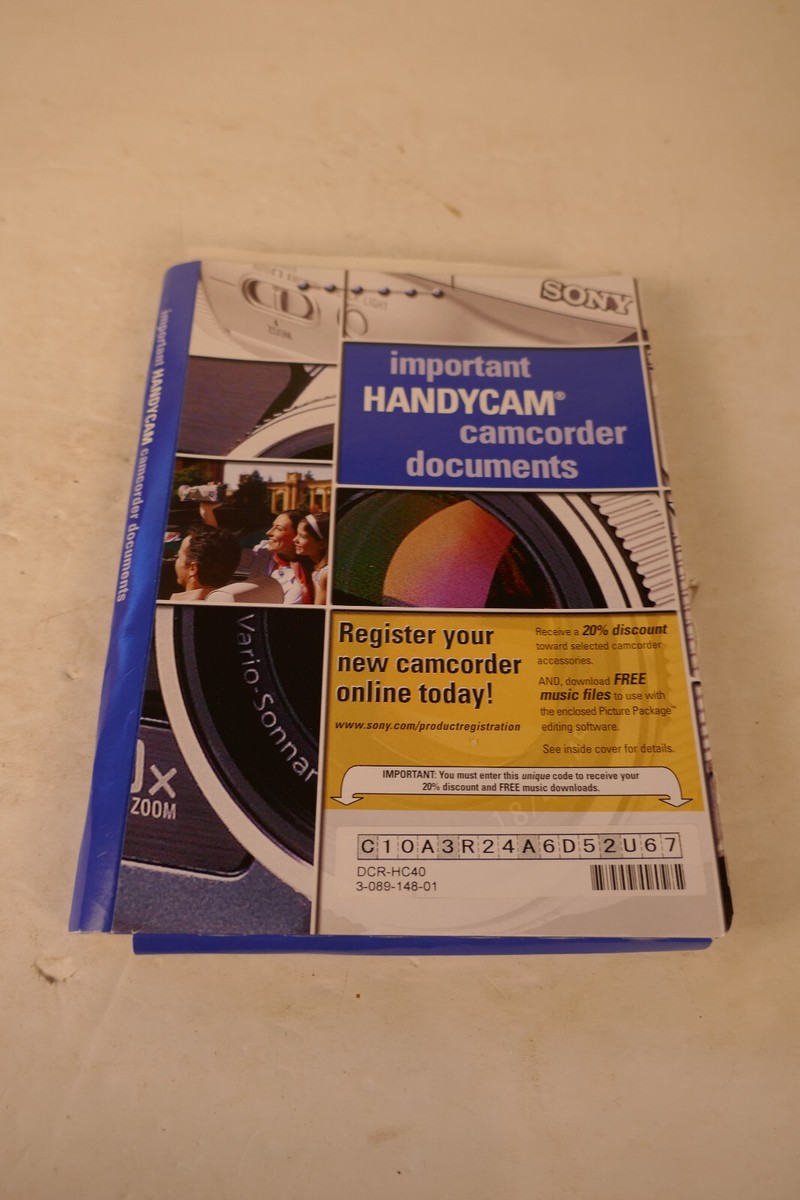 SONY
important
HANDYCAM®
camcorder
documents
important HANDYCAM camcorder documents
Vario-Sonnar
ZOOM
Register your
new camcorder
online today!
www.sony.com/productregistration
Receive a 20% discount
toward selected camcorder
accessories.
AND, download FREE
music files to use with
the enclosed Picture Package™
editing software.
See inside cover for details.
IMPORTANT: You must enter this unique code to receive your
20% discount and FREE music downloads.
C10A3R24A6D52U67
DCR-HC40
3-089-148-01